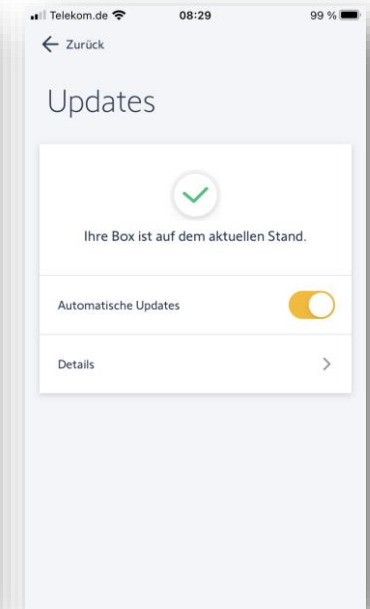 Telekom.de 08:29 99 %
Zurück
Updates
Ihre Box ist auf dem aktuellen Stand.
Automatische Updates
Details